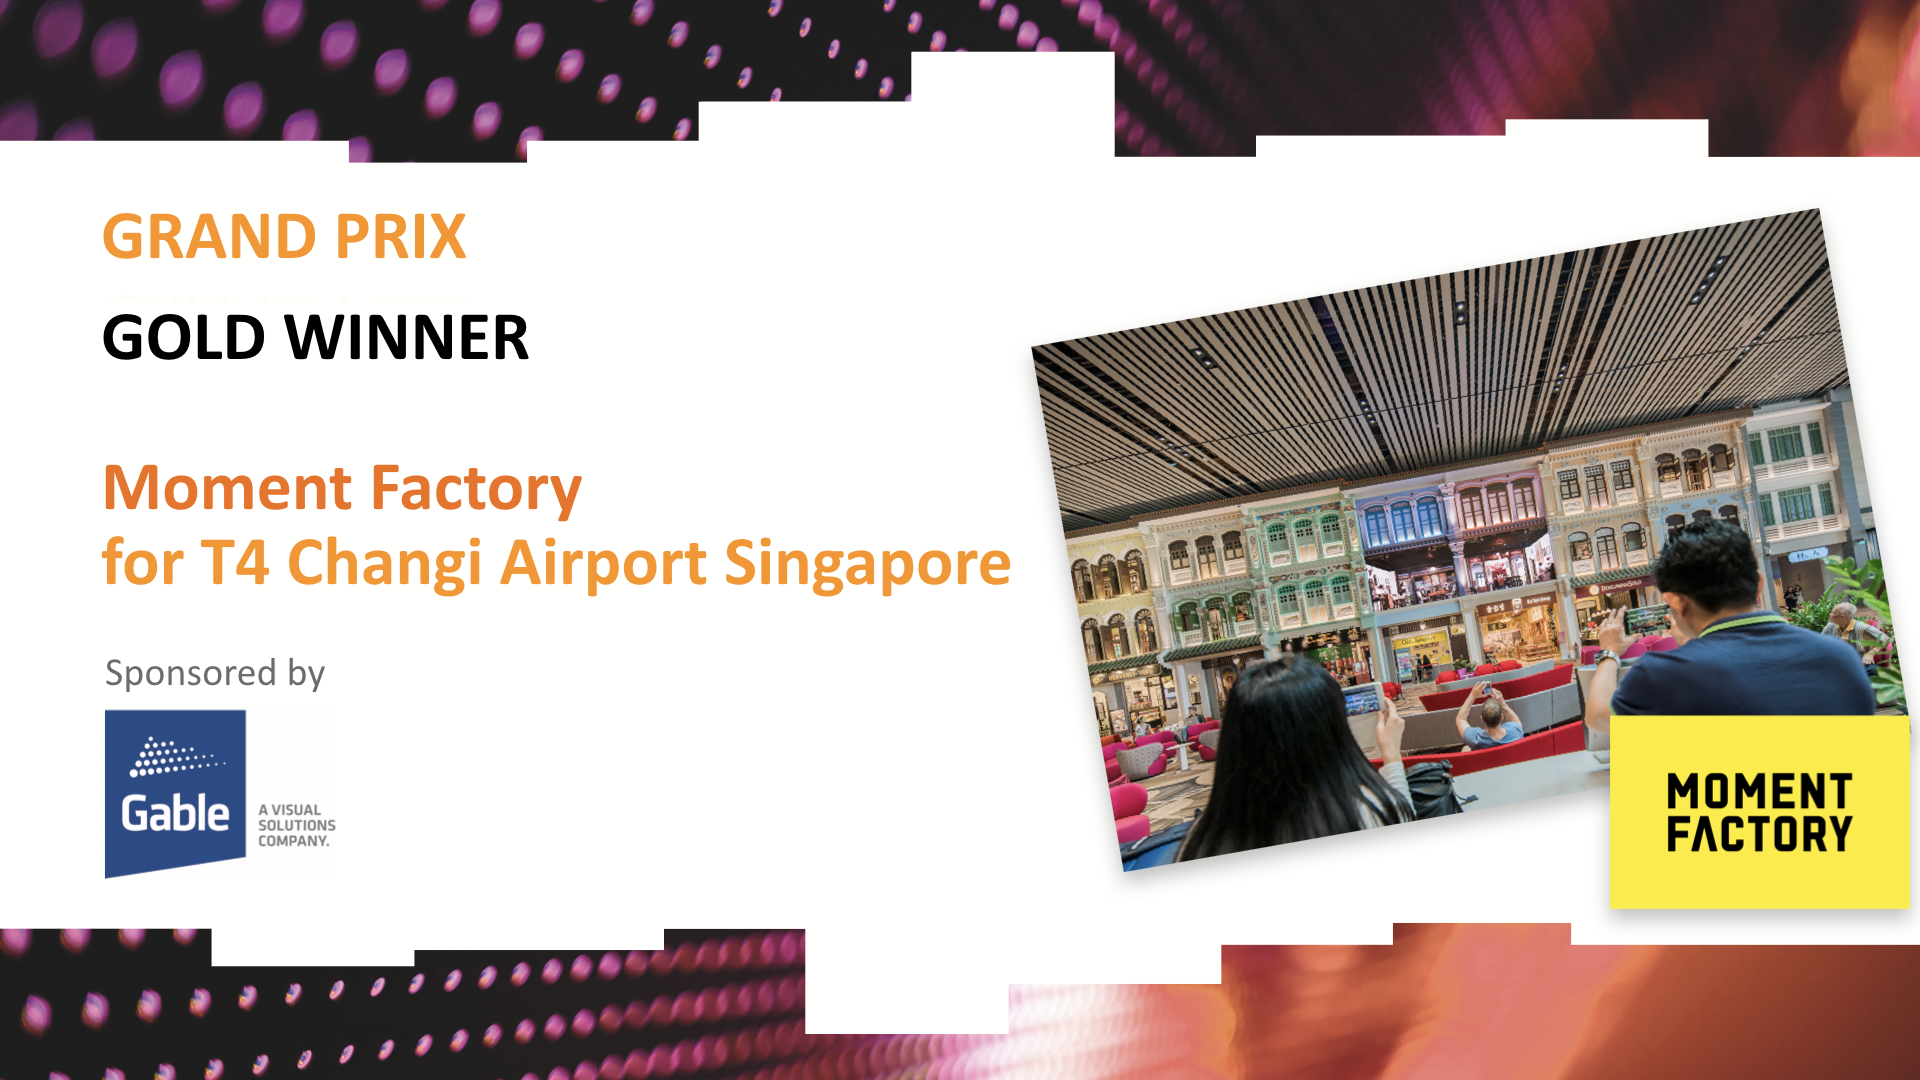 GRAND PRIX
GOLD WINNER
Moment Factory
for T4 Changi Airport Singapore
Sponsored by
Gable
A VISUAL
SOLUTIONS
COMPANY.
MOMENT
FACTORY